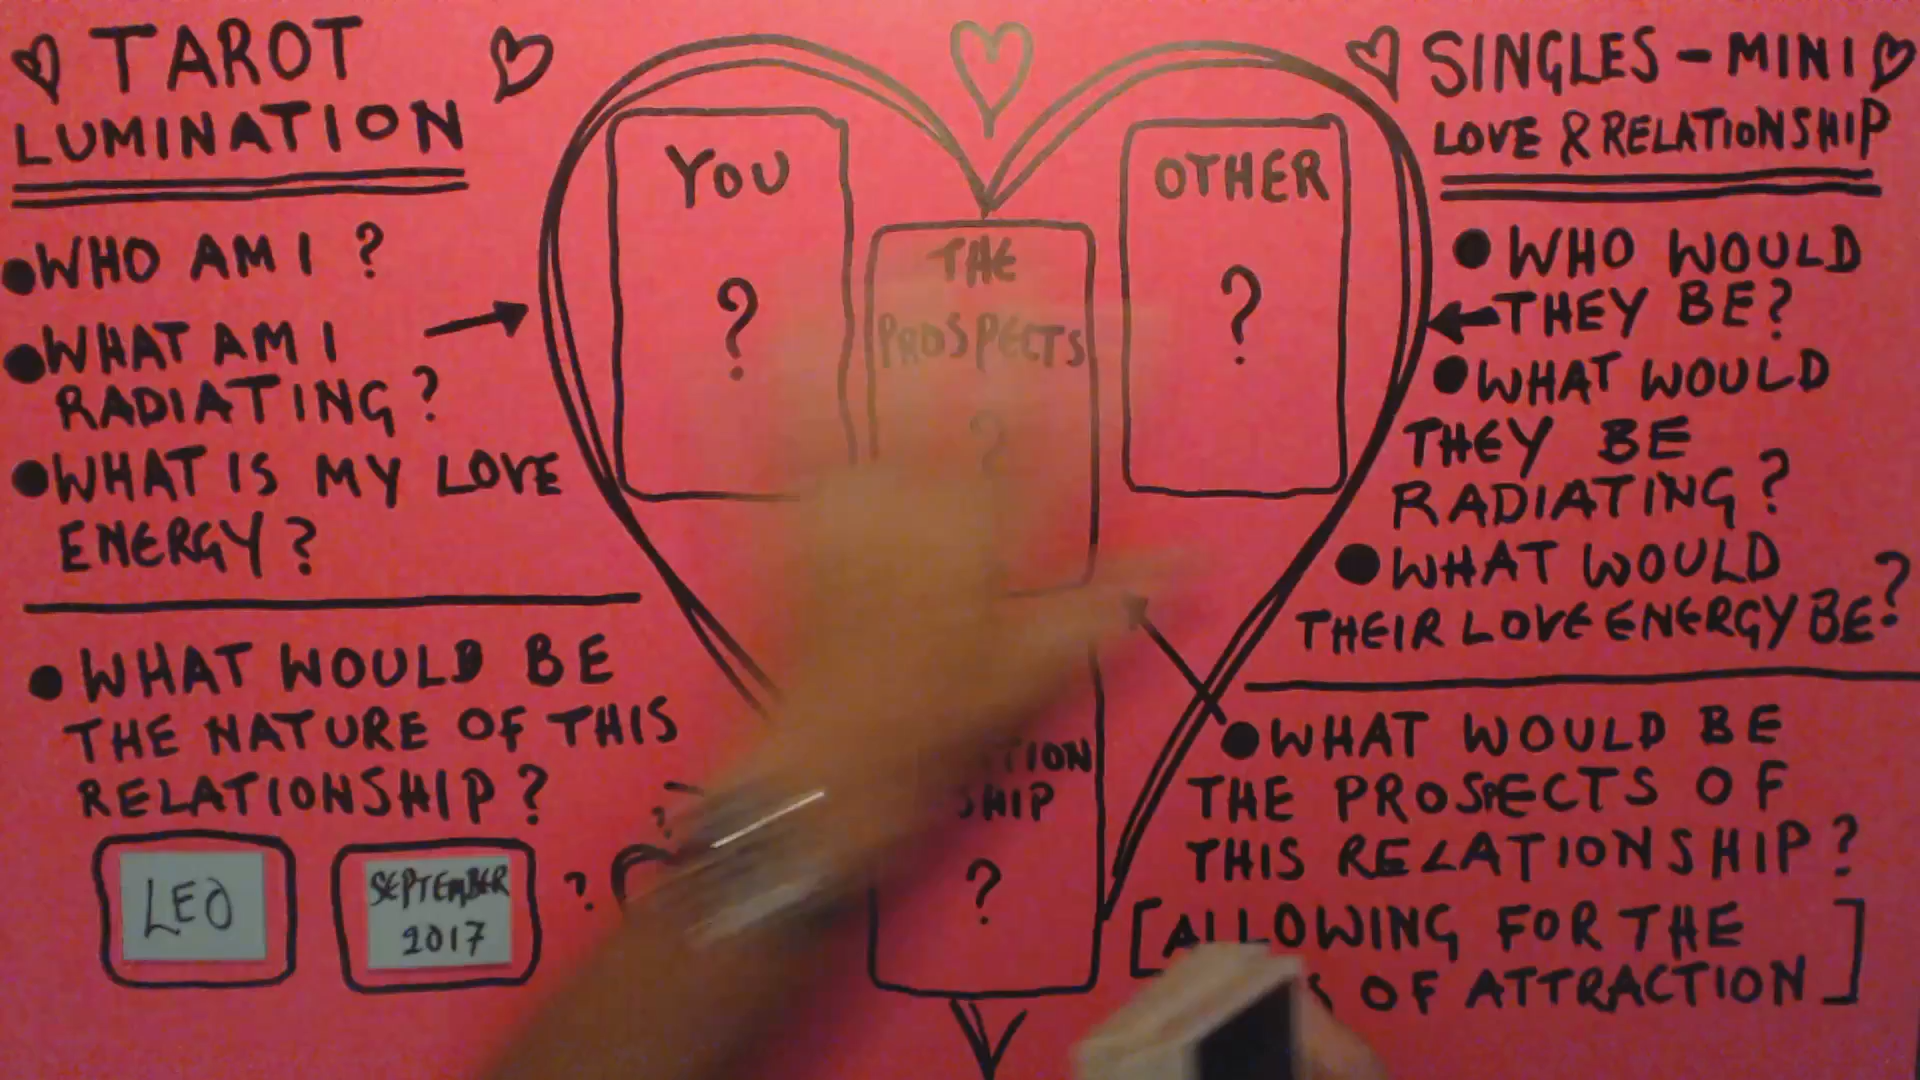 TAROT
LUMINATION
• WHO AM I ?
• WHAT AM I
RADIATING ?
• WHAT IS MY LOVE
ENERGY ?
• WHAT WOULD BE
THE NATURE OF THIS
RELATIONSHIP ?
LEO
SEPTEMBER
2017
?
YOU
?
THE
PROSPECTS
?
OTHER
?
SHIP
?
SINGLES - MINI
LOVE & RELATIONSHIP
• WHO WOULD
THEY BE?
• WHAT WOULD
THEY BE
RADIATING ?
• WHAT WOULD
THEIR LOVE ENERGY BE?
• WHAT WOULD BE
THE PROSPECTS OF
THIS RELATIONSHIP ?
[ALLOWING FOR THE
OF ATTRACTION]